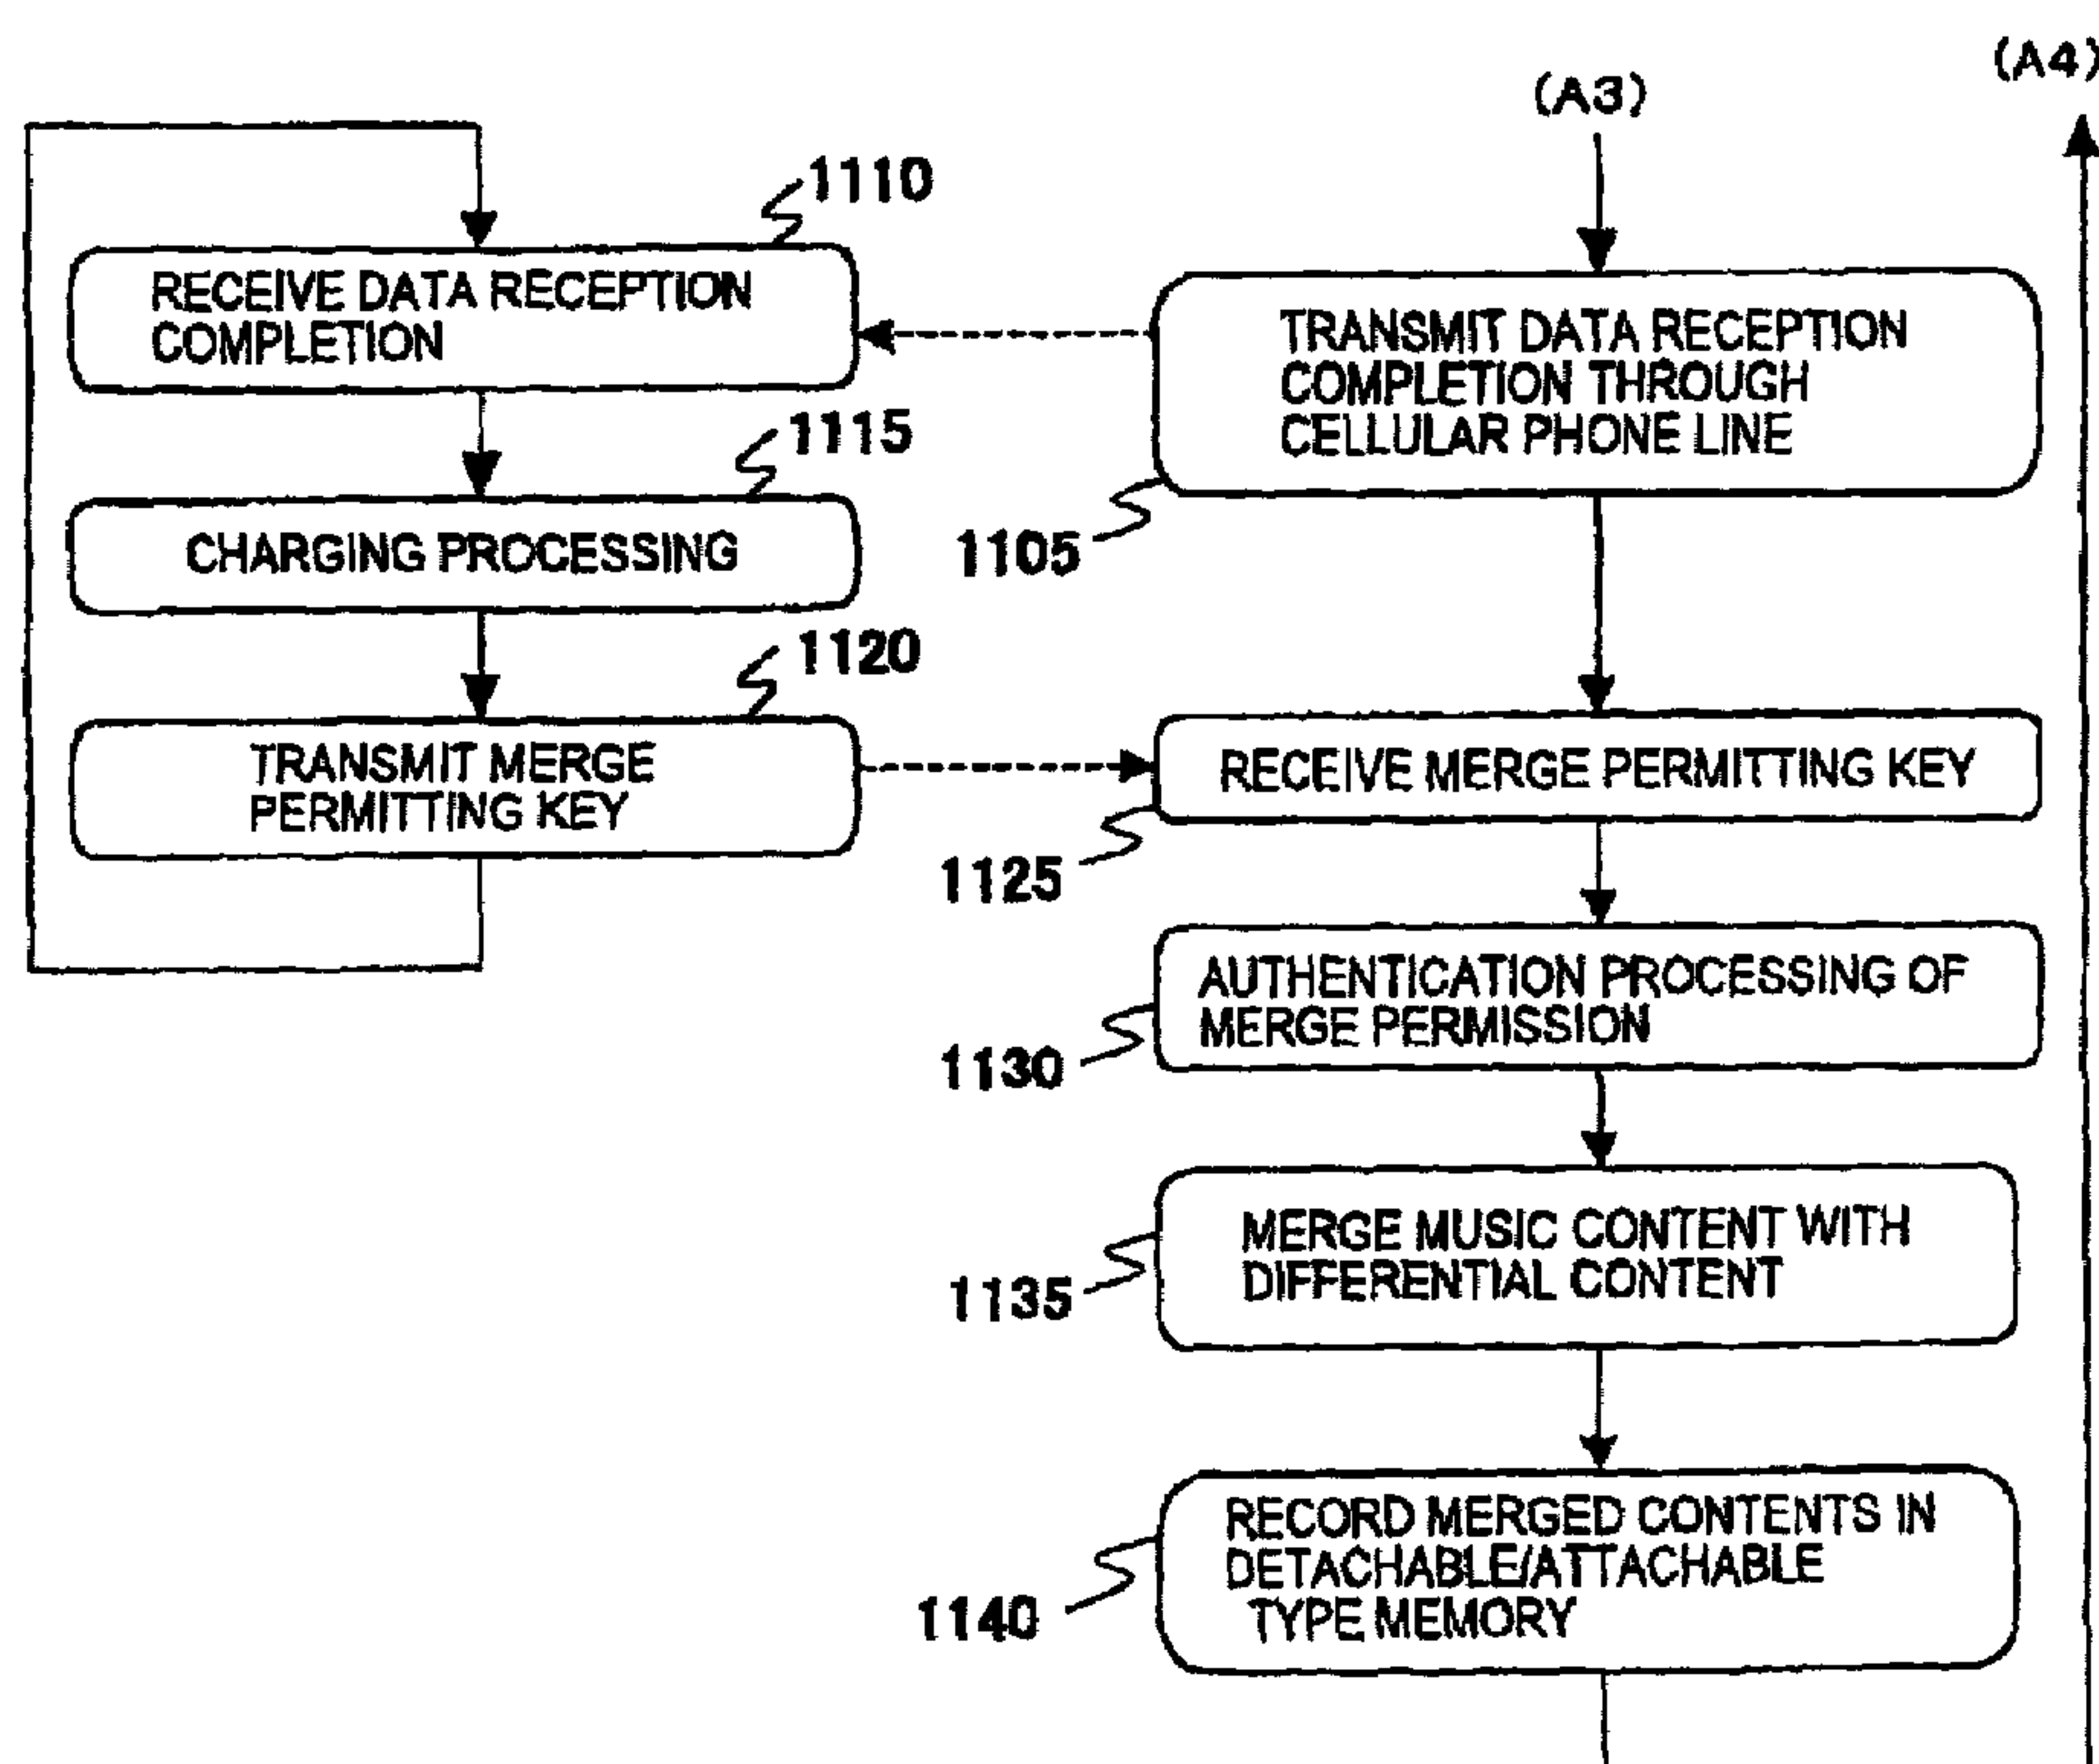 (A4)
(A3)
1110
RECEIVE DATA RECEPTION
COMPLETION
TRANSMIT DATA RECEPTION
COMPLETION THROUGH
CELLULAR PHONE LINE
1105
1115
CHARGING PROCESSING
1120
TRANSMIT MERGE
PERMITTING KEY
RECEIVE MERGE PERMITTING KEY
1125
AUTHENTICATION PROCESSING OF
MERGE PERMISSION
1130
MERGE MUSIC CONTENT WITH
DIFFERENTIAL CONTENT
1135
RECORD MERGED CONTENTS IN
DETACHABLE/ATTACHABLE
TYPE MEMORY
1140